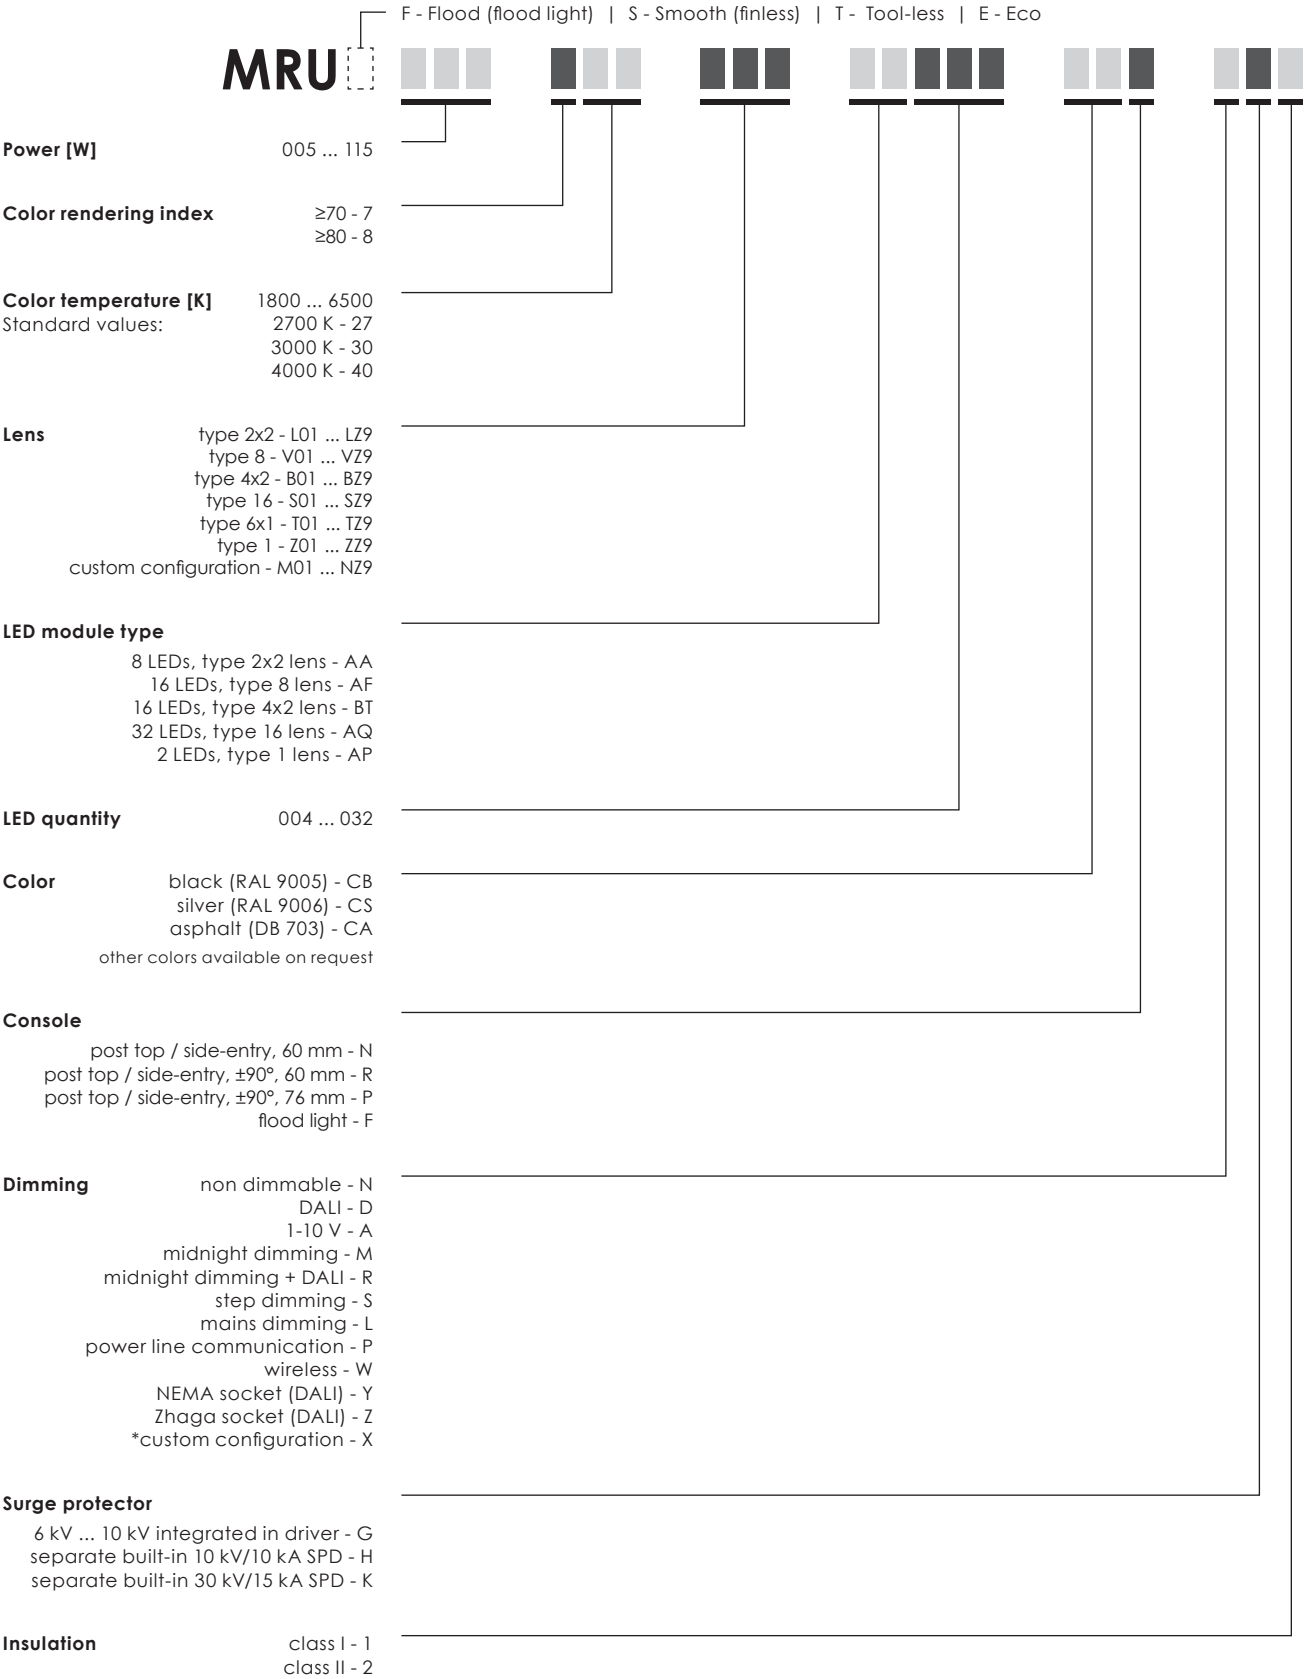 F - Flood (flood light) | S - Smooth (finless) | T - Tool-less | E - Eco
MRU
Power [W] 005 ... 115
Color rendering index ≥70 - 7
≥80 - 8
Color temperature [K] 1800 ... 6500
Standard values: 2700 K - 27
3000 K - 30
4000 K - 40
Lens type 2x2 - L01 ... LZ9
type 8 - V01 ... VZ9
type 4x2 - B01 ... BZ9
type 16 - S01 ... SZ9
type 6x1 - T01 ... TZ9
type 1 - Z01 ... ZZ9
custom configuration - M01 ... NZ9
LED module type
8 LEDs, type 2x2 lens - AA
16 LEDs, type 8 lens - AF
16 LEDs, type 4x2 lens - BT
32 LEDs, type 16 lens - AQ
2 LEDs, type 1 lens - AP
LED quantity 004 ... 032
Color black (RAL 9005) - CB
silver (RAL 9006) - CS
asphalt (DB 703) - CA
other colors available on request
Console
post top / side-entry, 60 mm - N
post top / side-entry, ±90°, 60 mm - R
post top / side-entry, ±90°, 76 mm - P
flood light - F
Dimming non dimmable - N
DALI - D
1-10 V - A
midnight dimming - M
midnight dimming + DALI - R
step dimming - S
mains dimming - L
power line communication - P
wireless - W
NEMA socket (DALI) - Y
Zhaga socket (DALI) - Z
*custom configuration - X
Surge protector
6 kV ... 10 kV integrated in driver - G
separate built-in 10 kV/10 kA SPD - H
separate built-in 30 kV/15 kA SPD - K
Insulation class I - 1
class II - 2